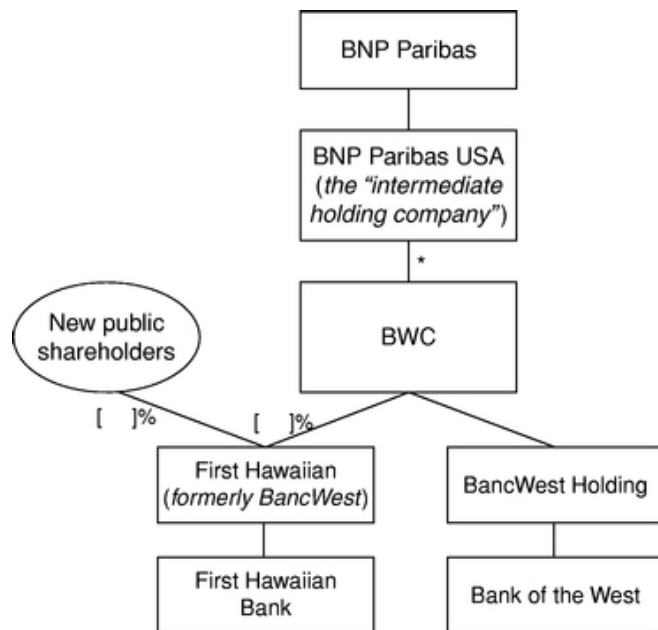 BNP Paribas
BNP Paribas USA
(the “intermediate
holding company”)
*
New public
shareholders
BWC
[ ]%
[ ]%
First Hawaiian
(formerly BancWest)
BancWest Holding
First Hawaiian
Bank
Bank of the West